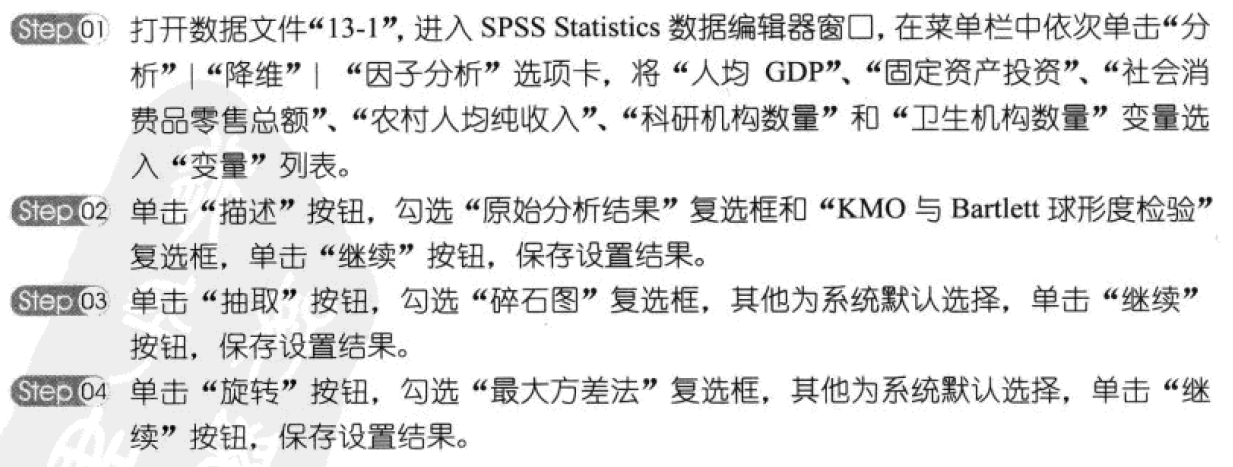 Step 01 打开数据文件“13-1”，进入 SPSS Statistics 数据编辑器窗口，在菜单栏中依次单击“分
析”|“降维”| “因子分析”选项卡，将“人均 GDP”、“固定资产投资”、“社会消
费品零售总额”、“农村人均纯收入”、“科研机构数量”和“卫生机构数量”变量选
入“变量”列表。
Step 02 单击“描述”按钮，勾选“原始分析结果”复选框和“KMO 与 Bartlett 球形度检验”
复选框，单击“继续”按钮，保存设置结果。
Step 03 单击“抽取”按钮，勾选“碎石图”复选框，其他为系统默认选择，单击“继续”
按钮，保存设置结果。
Step 04 单击“旋转”按钮，勾选“最大方差法”复选框，其他为系统默认选择，单击“继
续”按钮，保存设置结果。